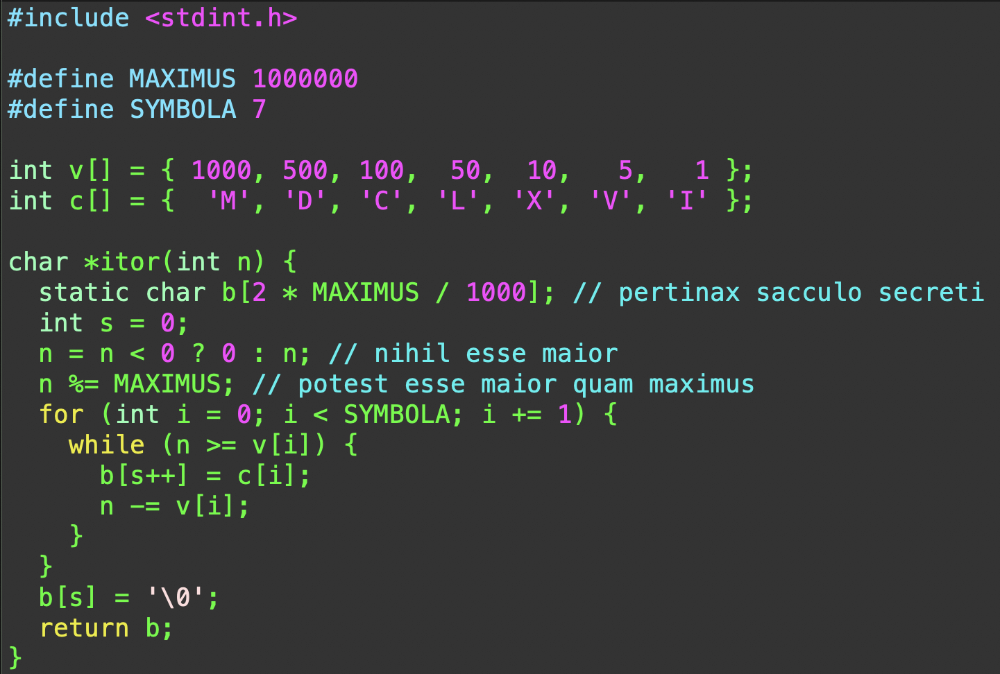 #include <stdint.h>

#define MAXIMUS 1000000
#define SYMBOLA 7

int v[] = { 1000, 500, 100,  50,  10,   5,   1 };
int c[] = {  'M', 'D', 'C', 'L', 'X', 'V', 'I' };

char *itor(int n) {
  static char b[2 * MAXIMUS / 1000]; // pertinax sacculo secreti
  int s = 0;
  n = n < 0 ? 0 : n; // nihil esse maior
  n %= MAXIMUS; // potest esse maior quam maximus
  for (int i = 0; i < SYMBOLA; i += 1) {
    while (n >= v[i]) {
      b[s++] = c[i];
      n -= v[i];
    }
  }
  b[s] = '\0';
  return b;
}